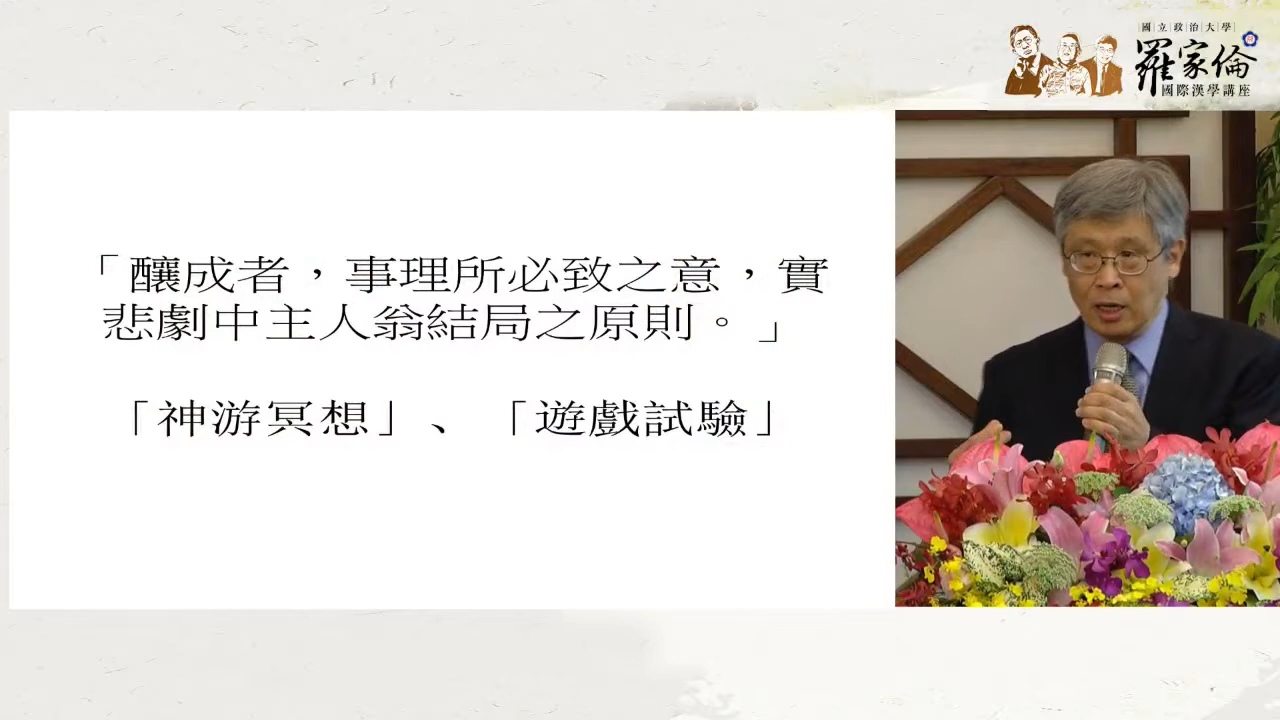 國立政治大學
羅家倫
國際漢學講座
「釀成者，事理所必致之意，實
悲劇中主人翁結局之原則。」
「神游冥想」、「遊戲試驗」